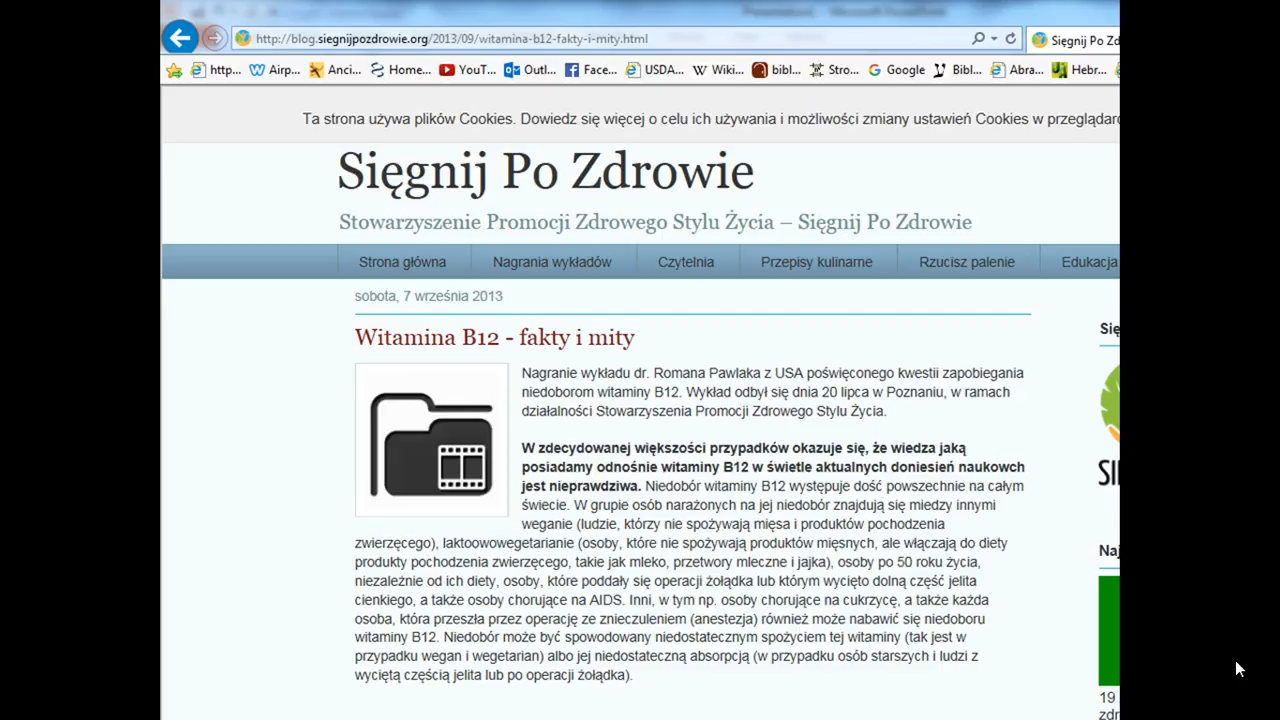 http://blog.siegnijpozdrowie.org/2013/09/witamina-b12-fakty-i-mity.html
Sięgnij Po Zd
http... Airp... Anci... Home... YouT... Outl... Face... USDA... Wiki... bibl... Stro... Google Bibl... Abra... Hebr...
Ta strona używa plików Cookies. Dowiedz się więcej o celu ich używania i możliwości zmiany ustawień Cookies w przeglądarc
Sięgnij Po Zdrowie
Stowarzyszenie Promocji Zdrowego Stylu Życia – Sięgnij Po Zdrowie
Strona główna Nagrania wykładów Czytelnia Przepisy kulinarne Rzucisz palenie Edukacja
sobota, 7 września 2013
Witamina B12 - fakty i mity
Nagranie wykładu dr. Romana Pawlaka z USA poświęconego kwestii zapobiegania
niedoborom witaminy B12. Wykład odbył się dnia 20 lipca w Poznaniu, w ramach
działalności Stowarzyszenia Promocji Zdrowego Stylu Życia.
W zdecydowanej większości przypadków okazuje się, że wiedza jaką
posiadamy odnośnie witaminy B12 w świetle aktualnych doniesień naukowch
jest nieprawdziwa. Niedobór witaminy B12 występuje dość powszechnie na całym
świecie. W grupie osób narażonych na jej niedobór znajdują się miedzy innymi
weganie (ludzie, którzy nie spożywają mięsa i produktów pochodzenia
zwierzęcego), laktoowowegetarianie (osoby, które nie spożywają produktów mięsnych, ale włączają do diety
produkty pochodzenia zwierzęcego, takie jak mleko, przetwory mleczne i jajka), osoby po 50 roku życia,
niezależnie od ich diety, osoby, które poddały się operacji żołądka lub którym wycięto dolną część jelita
cienkiego, a także osoby chorujące na AIDS. Inni, w tym np. osoby chorujące na cukrzycę, a także każda
osoba, która przeszła przez operację ze znieczuleniem (anestezja) również może nabawić się niedoboru
witaminy B12. Niedobór może być spowodowany niedostatecznym spożyciem tej witaminy (tak jest w
przypadku wegan i wegetarian) albo jej niedostateczną absorpcją (w przypadku osób starszych i ludzi z
wyciętą częścią jelita lub po operacji żołądka).
Się
SI
Naj
19
zdr